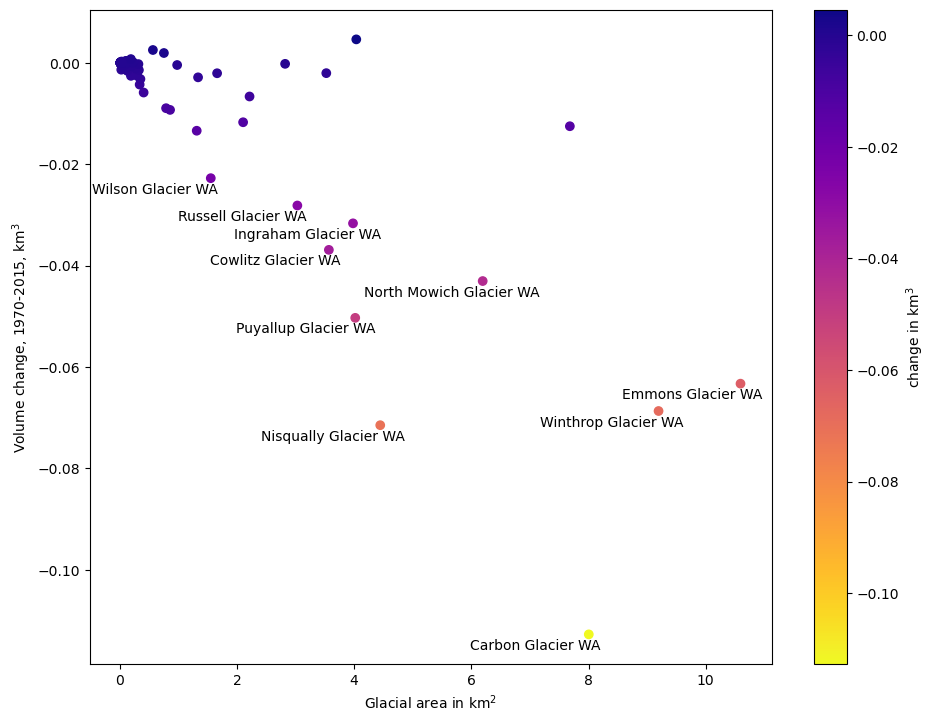 0.00
−0.02
−0.04
−0.06
−0.08
−0.10
Volume change, 1970-2015, km³
Wilson Glacier WA
Russell Glacier WA
Ingraham Glacier WA
Cowlitz Glacier WA
North Mowich Glacier WA
Puyallup Glacier WA
Emmons Glacier WA
Winthrop Glacier WA
Nisqually Glacier WA
Carbon Glacier WA
0 2 4 6 8 10
Glacial area in km²
0.00
−0.02
−0.04
−0.06
−0.08
−0.10
change in km³